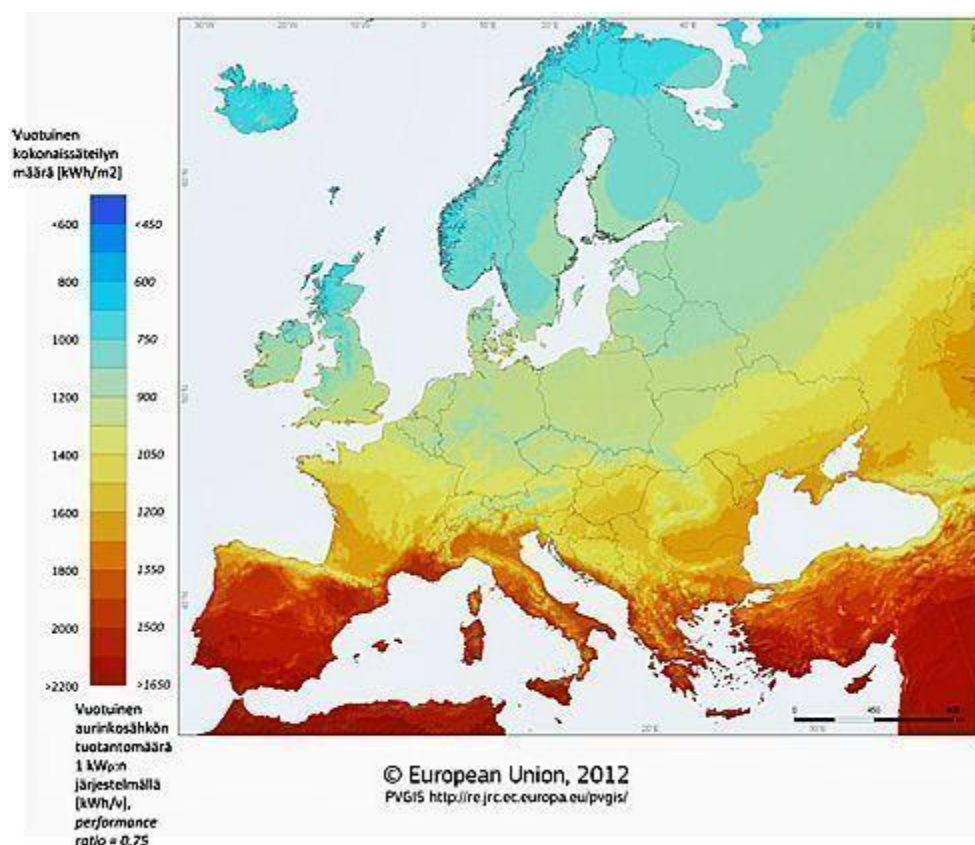 Vuotuinen
kokonaissäteilyn
määrä [kWh/m2]
<600 <450
800 600
1000 750
1200 900
1400 1050
1600 1200
1800 1350
2000 1500
>2200 >1650
Vuotuinen
aurinkosähkön
tuotantomäärä
1 kWp:n
järjestelmällä
[kWh/v],
performance
ratio = 0.75
© European Union, 2012
PVGIS http://re.jrc.ec.europa.eu/pvgis/